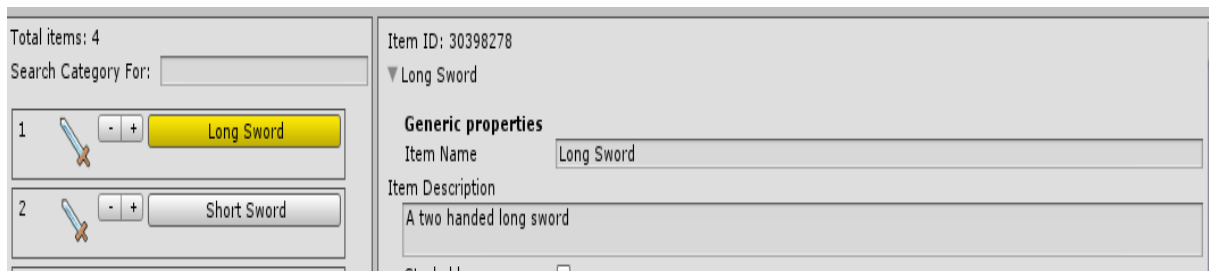 Total items: 4
Search Category For:
1 - + Long Sword
2 - + Short Sword
Item ID: 30398278
Long Sword
Generic properties
Item Name Long Sword
Item Description
A two handed long sword